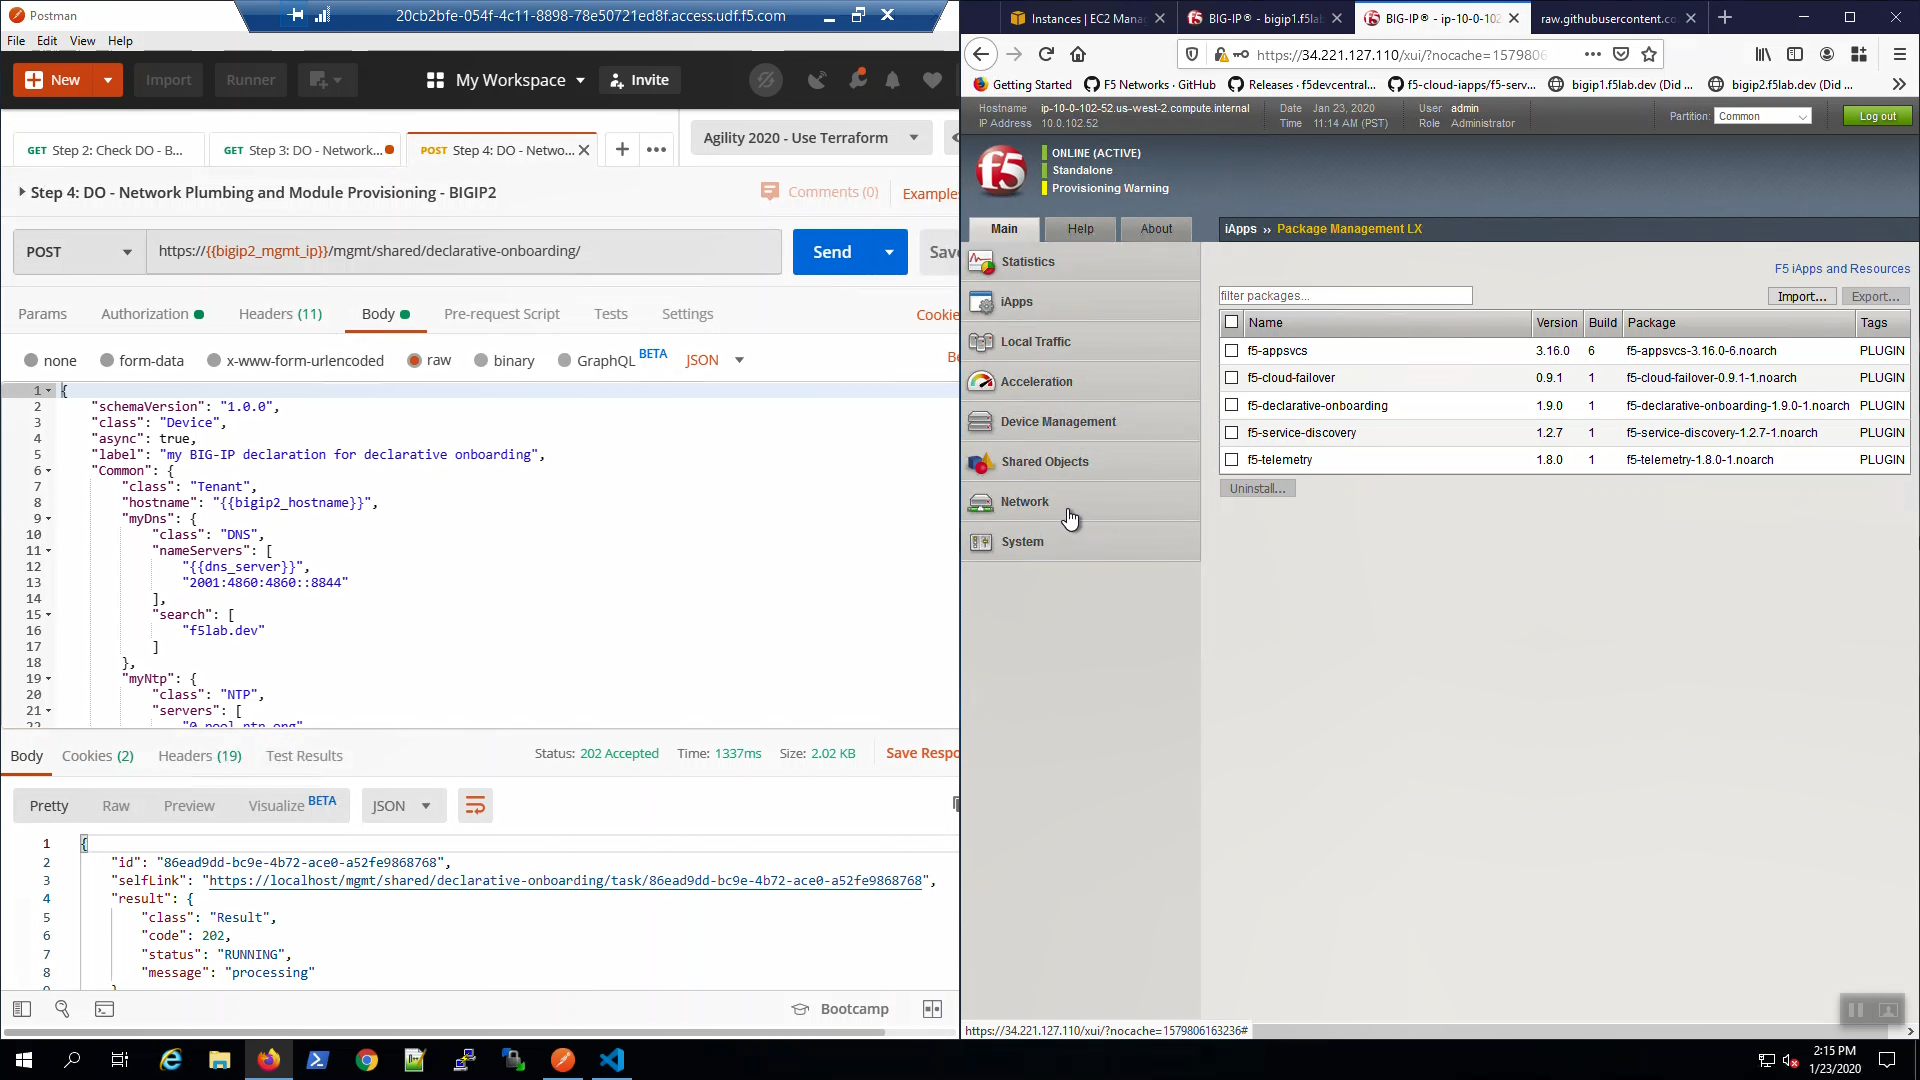 Postman
20cb2bfe-054f-4c11-8898-78e50721ed8f.access.udf.f5.com
File Edit View Help
New Import Runner My Workspace Invite
GET Step 2: Check DO - B...
GET Step 3: DO - Network...
POST Step 4: DO - Netwo...
Agility 2020 - Use Terraform
Step 4: DO - Network Plumbing and Module Provisioning - BIGIP2
Comments (0)
Examples
POST
https://{{bigip2_mgmt_ip}}/mgmt/shared/declarative-onboarding/
Send
Save
Params Authorization Headers (11) Body Pre-request Script Tests Settings
Cookie
none form-data x-www-form-urlencoded raw binary GraphQL BETA JSON
Be
1 {
2 "schemaVersion": "1.0.0",
3 "class": "Device",
4 "async": true,
5 "label": "my BIG-IP declaration for declarative onboarding",
6 "Common": {
7 "class": "Tenant",
8 "hostname": "{{bigip2_hostname}}",
9 "myDns": {
10 "class": "DNS",
11 "nameServers": [
12 "{{dns_server}}",
13 "2001:4860:4860::8844"
14 ],
15 "search": [
16 "f5lab.dev"
17 ]
18 },
19 "myNtp": {
20 "class": "NTP",
21 "servers": [
22 "0.pool.ntp.org"
Body Cookies (2) Headers (19) Test Results
Status: 202 Accepted Time: 1337ms Size: 2.02 KB Save Respo
Pretty Raw Preview Visualize BETA JSON
1 {
2 "id": "86ead9dd-bc9e-4b72-ace0-a52fe9868768",
3 "selfLink": "https://localhost/mgmt/shared/declarative-onboarding/task/86ead9dd-bc9e-4b72-ace0-a52fe9868768",
4 "result": {
5 "class": "Result",
6 "code": 202,
7 "status": "RUNNING",
8 "message": "processing"
9 }
Bootcamp
Instances | EC2 Mana
BIG-IP® - bigip1.f5lab
BIG-IP® - ip-10-0-102
raw.githubusercontent.co
https://34.221.127.110/xui/?nocache=15798061
Getting Started
F5 Networks · GitHub
Releases · f5devcentral...
f5-cloud-iapps/f5-serv...
bigip1.f5lab.dev (Did ...
bigip2.f5lab.dev (Did ...
Hostname ip-10-0-102-52.us-west-2.compute.internal Date Jan 23, 2020 User admin
IP Address 10.0.102.52 Time 11:14 AM (PST) Role Administrator
Partition: Common
Log out
f5
ONLINE (ACTIVE)
Standalone
Provisioning Warning
Main Help About
iApps ›› Package Management LX
Statistics
iApps
Local Traffic
Acceleration
Device Management
Shared Objects
Network
System
F5 iApps and Resources
filter packages...
Import... Export...
Name Version Build Package Tags
f5-appsvcs 3.16.0 6 f5-appsvcs-3.16.0-6.noarch PLUGIN
f5-cloud-failover 0.9.1 1 f5-cloud-failover-0.9.1-1.noarch PLUGIN
f5-declarative-onboarding 1.9.0 1 f5-declarative-onboarding-1.9.0-1.noarch PLUGIN
f5-service-discovery 1.2.7 1 f5-service-discovery-1.2.7-1.noarch PLUGIN
f5-telemetry 1.8.0 1 f5-telemetry-1.8.0-1.noarch PLUGIN
Uninstall...
https://34.221.127.110/xui/?nocache=1579806163236#
2:15 PM
1/23/2020